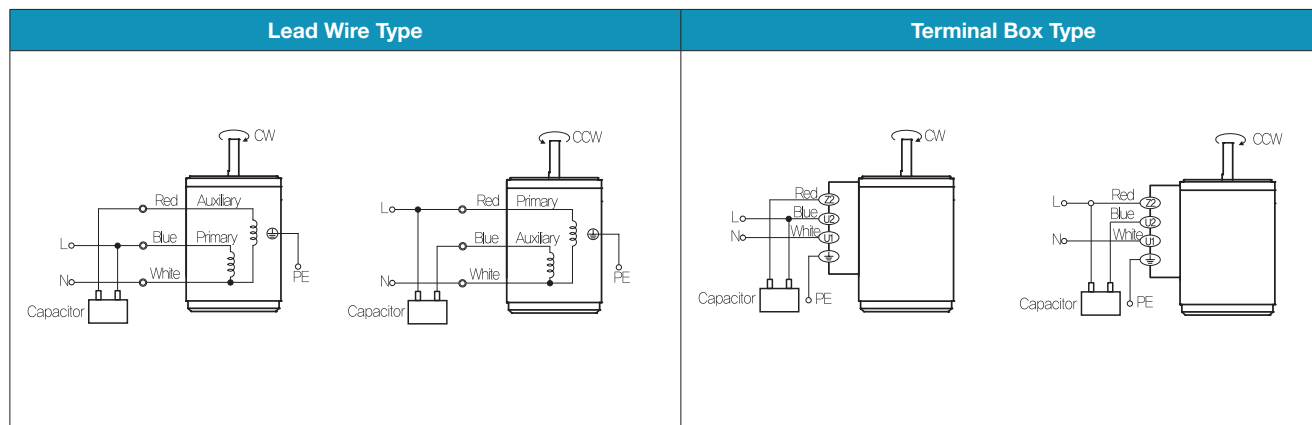 Lead Wire Type
Terminal Box Type
CW
Red Auxiliary
L Blue Primary
N White
PE
Capacitor
CCW
L Red Primary
Blue Auxiliary
N White
PE
Capacitor
CW
Red Z2
L Blue U2
N White U1
Capacitor PE
CCW
L Red Z2
Blue U2
N White U1
Capacitor PE